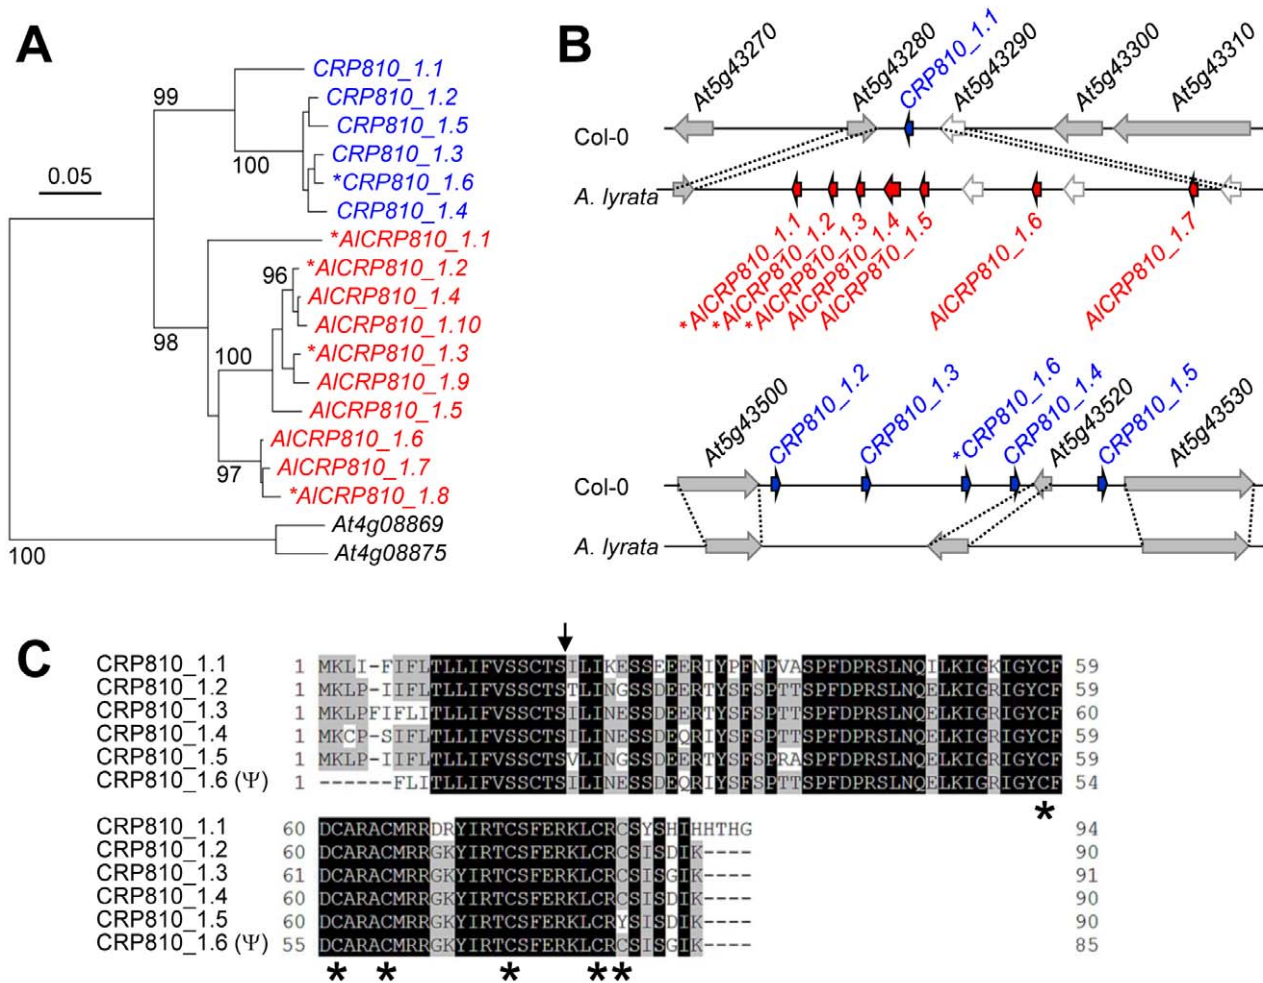 A
99
0.05
100
98
96
100
97
100
CRP810_1.1
CRP810_1.2
CRP810_1.5
CRP810_1.3
*CRP810_1.6
CRP810_1.4
*AlCRP810_1.1
*AlCRP810_1.2
AlCRP810_1.4
AlCRP810_1.10
*AlCRP810_1.3
AlCRP810_1.9
AlCRP810_1.5
AlCRP810_1.6
AlCRP810_1.7
*AlCRP810_1.8
At4g08869
At4g08875
B
At5g43270
At5g43280
CRP810_1.1
At5g43290
At5g43300
At5g43310
Col-0
A. lyrata
*AlCRP810_1.1
*AlCRP810_1.2
*AlCRP810_1.3
AlCRP810_1.4
AlCRP810_1.5
AlCRP810_1.6
AlCRP810_1.7
At5g43500
CRP810_1.2
CRP810_1.3
*CRP810_1.6
CRP810_1.4
At5g43520
CRP810_1.5
At5g43530
Col-0
A. lyrata
C
CRP810_1.1 1 MKLI-FIFLTLLIFVSSCTSILIKESSEEERIYPFNPVASPFDPRSLNQILKIGKIGYCF 59
CRP810_1.2 1 MKLPIIFLTLLIFVSSCTSTLINGSSDEERTYSFSPTTSPFDPRSLNQELKIGRIGYCF 59
CRP810_1.3 1 MKLPFIFLITLLIFVSSCTSILINESSDEERTYSFSPTTSPFDPRSLNQELKIGRIGYCF 60
CRP810_1.4 1 MKCP-SIFLTLLIFVSSCTSILINESSDEQRIYSFSPTTSPFDPRSLNQELKIGRIGYCF 59
CRP810_1.5 1 MKLP-IIFLTLLIFVSSCTSVLINGSSDEERTYSFSPRASPFDPRSLNQELKIGRIGYCF 59
CRP810_1.6 (Ψ) 1 ------FLITLLIFVSSCTSILINESSDEQRIYSFSPTTSPFDPRSLNQELKIGRIGYCF 54
*
CRP810_1.1 60 DCARACMRRDRYIRTCSFERKLCRCSYSHIHHTHG 94
CRP810_1.2 60 DCARACMRRGKYIRTCSFERKLCRCSISDIK---- 90
CRP810_1.3 61 DCARACMRRGKYIRTCSFERKLCRCSISGIK---- 91
CRP810_1.4 60 DCARACMRRGKYIRTCSFERKLCRCSISDIK---- 90
CRP810_1.5 60 DCARACMRRGKYIRTCSFERKLCRYSISDIK---- 90
CRP810_1.6 (Ψ) 55 DCARACMRRGKYIRTCSFERKLCRCSISGIK---- 85
* * * * *